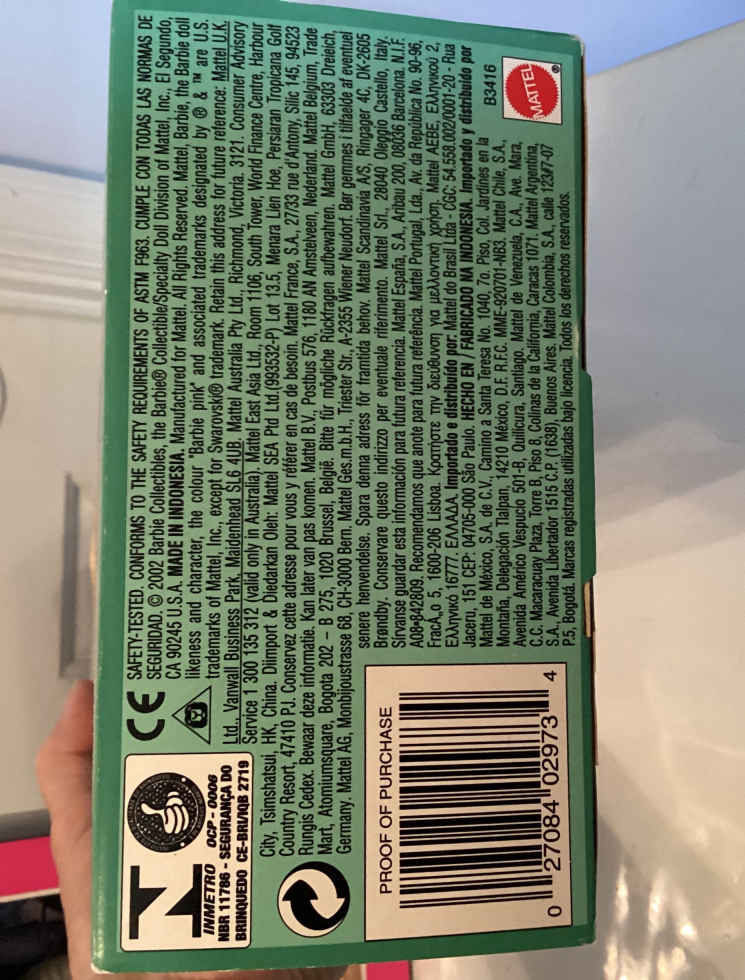 SAFETY-TESTED. CONFORMS TO THE SAFETY REQUIREMENTS OF ASTM F963. CUMPLE CON TODAS LAS NORMAS DE
SEGURIDAD. © 2002 Barbie Collectibles, the Barbie® Collectible/Specialty Doll Division of Mattel, Inc., El Segundo,
CA 90245 U.S.A. MADE IN INDONESIA. Manufactured for Mattel. All Rights Reserved. Mattel, Barbie, the Barbie doll
likeness and character, the colour "Barbie pink" and associated trademarks designated by ® & ™ are U.S.
trademarks of Mattel, Inc., except for Swarovski® trademark. Retain this address for future reference: Mattel U.K.
Ltd., Vanwall Business Park, Maidenhead SL6 4UB. Mattel Australia Pty Ltd., Richmond, Victoria. 3121. Consumer Advisory
Service 1 300 135 312 (valid only in Australia). Mattel East Asia Ltd., Room 1106, South Tower, World Finance Centre, Harbour
City, Tsimshatsui, HK, China. Diimport & Diedarkan Oleh: Mattel SEA Ptd Ltd.(993532-P) Lot 13.5, Menara Lien Hoe, Persiaran Tropicana Golf
Country Resort, 47410 PJ. Conservez cette adresse pour vous y référer en cas de besoin. Mattel France, S.A., 27/33 rue d'Antony, Silic 145, 94523
Rungis Cedex. Bewaar deze informatie. Kan later van pas komen. Mattel B.V., Postbus 576, 1180 AN Amstelveen, Nederland. Mattel Belgium, Trade
Mart, Atomiumsquare, Bogota 202 – B 275, 1020 Brussel, België. Bitte für mögliche Rückfragen aufbewahren. Mattel GmbH, 63303 Dreieich,
Germany. Mattel AG, Monbijoustrasse 68, CH-3000 Bern. Mattel Ges.m.b.H., Triester Str., A-2355 Wiener Neudorf. Bør gemmes i tilfælde af eventuel
senere henvendelse. Spara denna adress för framtida behov. Mattel Scandinavia A/S, Ringager 4C, DK-2605
Brøndby. Conservare questo indirizzo per eventuale riferimento. Mattel Srl., 28040 Oleggio Castello, Italy.
Sírvanse guardar esta información para futura referencia. Mattel España, S.A., Aribau 200, 08036 Barcelona. N.I.F.
A08•842809. Recomendamos que anote para futura referência. Mattel Portugal, Lda., Av. da República No. 90-96,
FracÁ„o 5, 1600-206 Lisboa. Κρατήστε την διεύθυνση για μελλοντική χρήση. Mattel AEBE, Ελληνικού 2,
Ελληνικό 16777, ΕΛΛΑΔΑ. Importado e distribuído por: Mattel do Brasil Ltda - CGC: 54.558.002/0001-20 - Rua
Jaceru, 151 CEP: 04705-000 São Paulo. HECHO EN / FABRICADO NA INDONESIA. Importado y distribuido por
Mattel de México, S.A. de C.V., Camino a Santa Teresa No. 1040, 7o. Piso, Col. Jardines en la
Montaña, Delegación Tlalpan, 14210 México, D.F. R.F.C. MME-920701-NB3. Mattel Chile, S.A.,
Avenida Américo Vespucio 501-B, Quilicura, Santiago. Mattel de Venezuela, C.A., Ave. Mara,
C.C. Macaracuay Plaza, Torre B, Piso 8, Colinas de la California, Caracas 1071. Mattel Argentina,
S.A., Avenida Libertador 1515 C.P. (1638), Buenos Aires. Mattel Colombia, S.A., calle 123#7-07
P.5, Bogotá. Marcas registradas utilizadas bajo licencia. Todos los derechos reservados.
B3416
MATTEL®
CE
N
INMETRO OCP - 0006
NBR 11786 - SEGURANÇA DO
BRINQUEDO CE-BRI/IQB 2719
PROOF OF PURCHASE
0 27084 02973 4